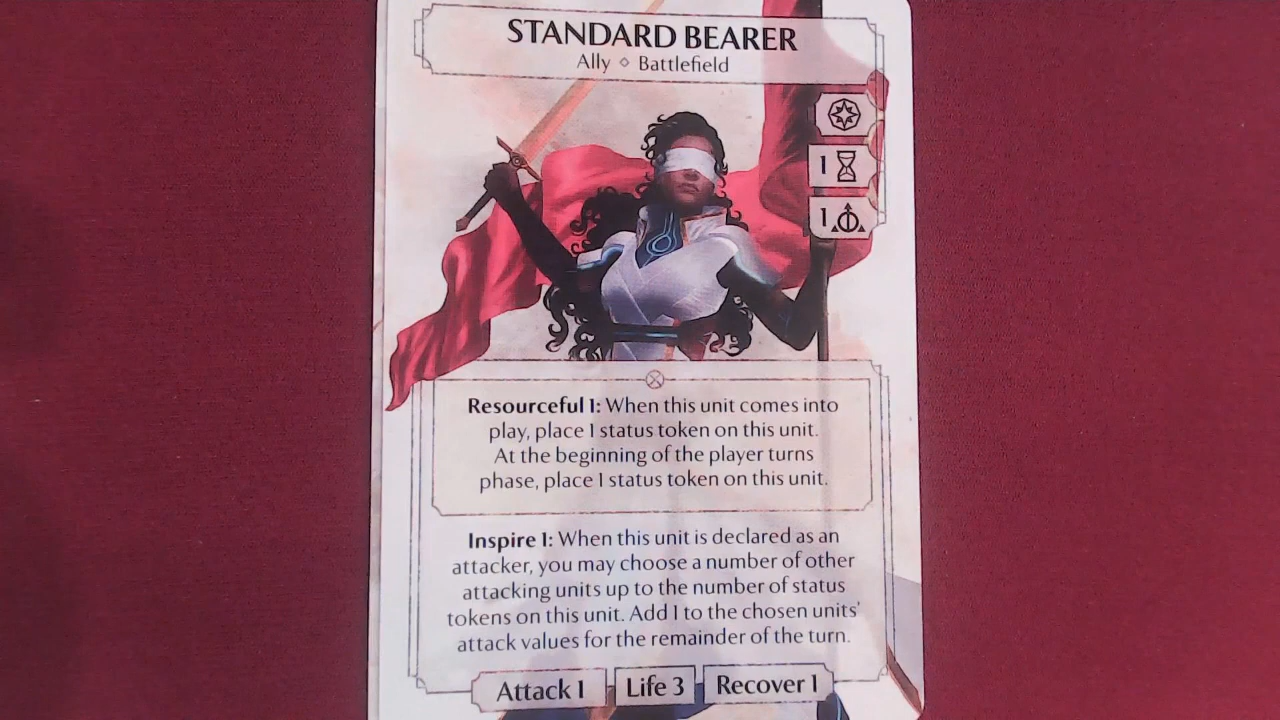 STANDARD BEARER
Ally ◇ Battlefield
1
1
Resourceful 1: When this unit comes into
play, place 1 status token on this unit.
At the beginning of the player turns
phase, place 1 status token on this unit.
Inspire 1: When this unit is declared as an
attacker, you may choose a number of other
attacking units up to the number of status
tokens on this unit. Add 1 to the chosen units’
attack values for the remainder of the turn.
Attack 1 Life 3 Recover 1